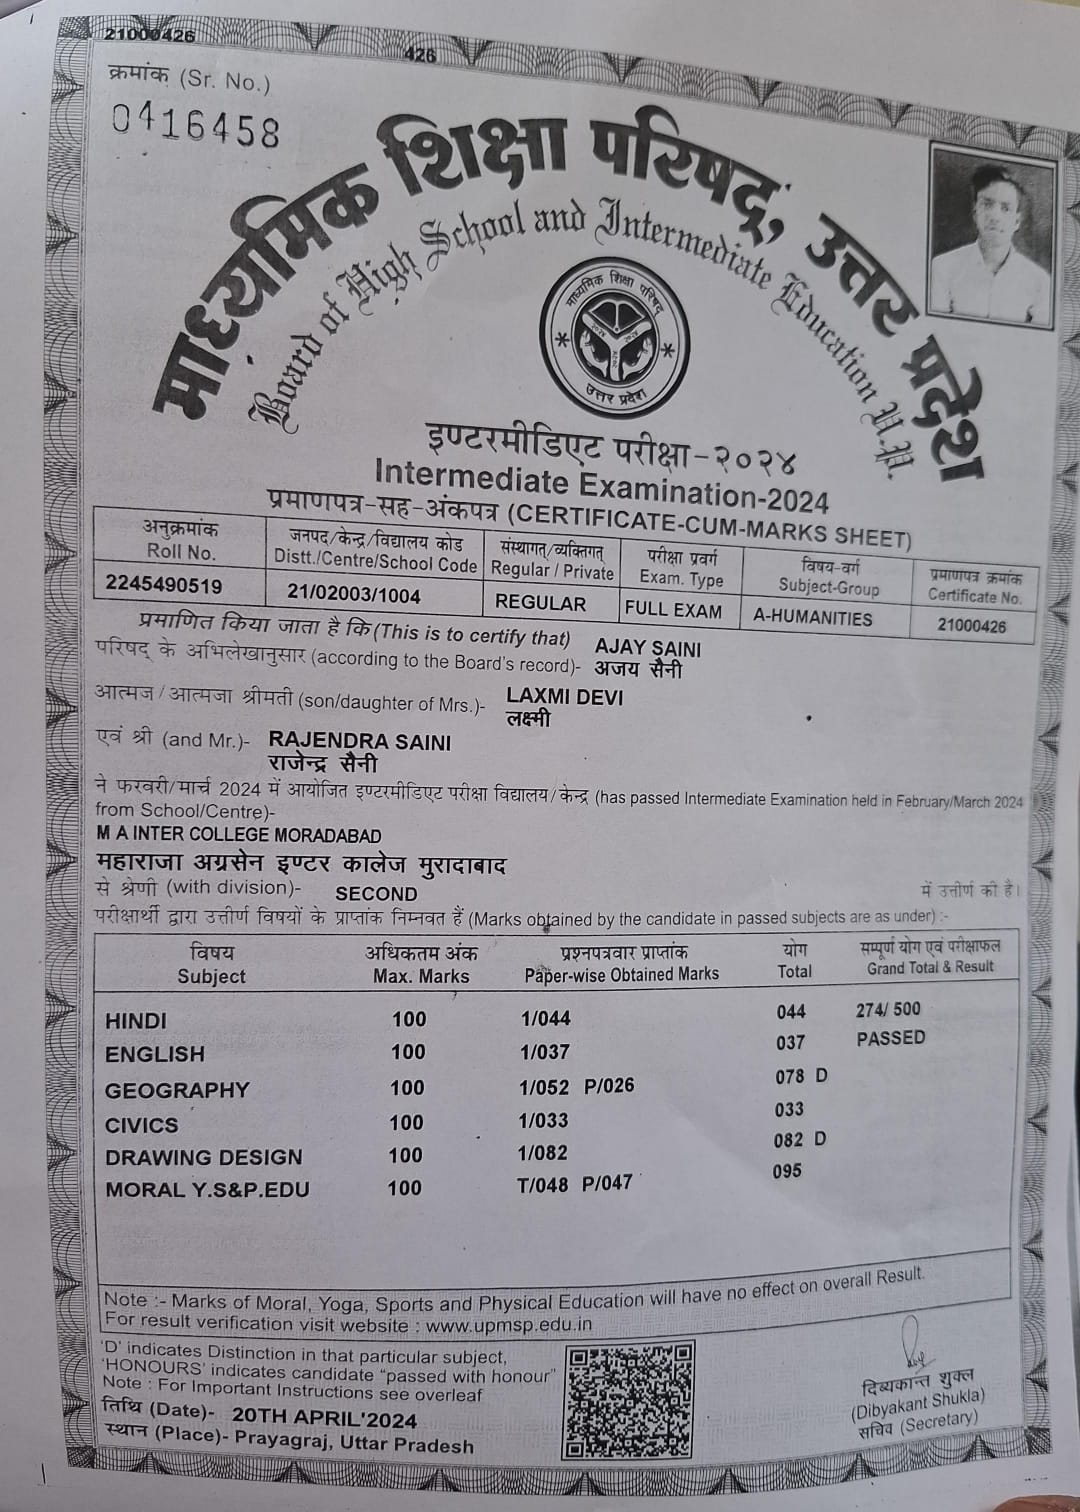 21000426
426
क्रमांक (Sr. No.)
0416458
माध्यमिक शिक्षा परिषद्, उत्तर प्रदेश
Board of High School and Intermediate Education U.P.
माध्यमिक शिक्षा परिषद्
उत्तर प्रदेश
इण्टरमीडिएट परीक्षा-२०२४
Intermediate Examination-2024
प्रमाणपत्र-सह-अंकपत्र (CERTIFICATE-CUM-MARKS SHEET)
अनुक्रमांक जनपद/केन्द्र/विद्यालय कोड संस्थागत्/व्यक्तिगत् परीक्षा प्रवर्ग विषय-वर्ग प्रमाणपत्र क्रमांक
Roll No. Distt./Centre/School Code Regular / Private Exam. Type Subject-Group Certificate No.
2245490519 21/02003/1004 REGULAR FULL EXAM A-HUMANITIES 21000426
प्रमाणित किया जाता है कि (This is to certify that) AJAY SAINI
परिषद् के अभिलेखानुसार (according to the Board's record)- अजय सैनी
आत्मज/आत्मजा श्रीमती (son/daughter of Mrs.)- LAXMI DEVI
लक्ष्मी
एवं श्री (and Mr.)- RAJENDRA SAINI
राजेन्द्र सैनी
ने फरवरी/मार्च 2024 में आयोजित इण्टरमीडिएट परीक्षा विद्यालय/केन्द्र (has passed Intermediate Examination held in February/March 2024
from School/Centre)-
M A INTER COLLEGE MORADABAD
महाराजा अग्रसेन इण्टर कालेज मुरादाबाद
से श्रेणी (with division)- SECOND में उत्तीर्ण की है।
परीक्षार्थी द्वारा उत्तीर्ण विषयों के प्राप्तांक निम्नवत हैं (Marks obtained by the candidate in passed subjects are as under) :-
विषय अधिकतम अंक प्रश्नपत्रवार प्राप्तांक योग सम्पूर्ण योग एवं परीक्षाफल
Subject Max. Marks Paper-wise Obtained Marks Total Grand Total & Result
HINDI 100 1/044 044 274/ 500
ENGLISH 100 1/037 037 PASSED
GEOGRAPHY 100 1/052 P/026 078 D
CIVICS 100 1/033 033
DRAWING DESIGN 100 1/082 082 D
MORAL Y.S&P.EDU 100 T/048 P/047 095
Note :- Marks of Moral, Yoga, Sports and Physical Education will have no effect on overall Result.
For result verification visit website : www.upmsp.edu.in
'D' indicates Distinction in that particular subject,
'HONOURS' indicates candidate "passed with honour"
Note : For Important Instructions see overleaf
तिथि (Date)- 20TH APRIL'2024
स्थान (Place)- Prayagraj, Uttar Pradesh
दिव्यकान्त शुक्ल
(Dibyakant Shukla)
सचिव (Secretary)